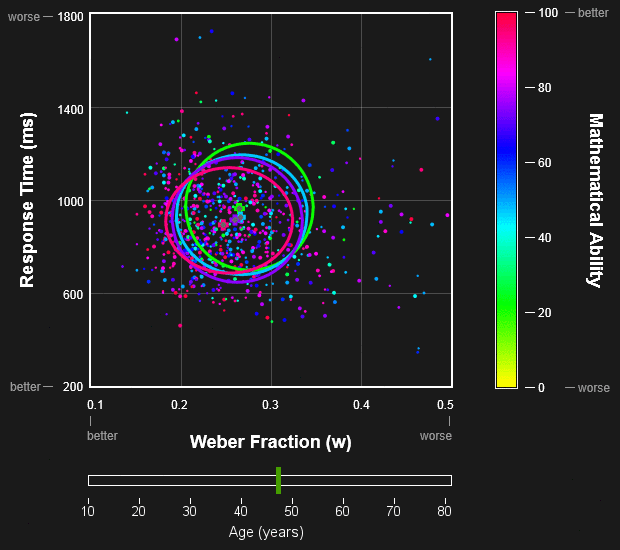 worse
1800
1400
1000
600
better
200
Response Time (ms)
0.1
0.2
0.3
0.4
0.5
better
worse
Weber Fraction (w)
10
20
30
40
50
60
70
80
Age (years)
100
better
80
60
40
20
0
worse
Mathematical Ability